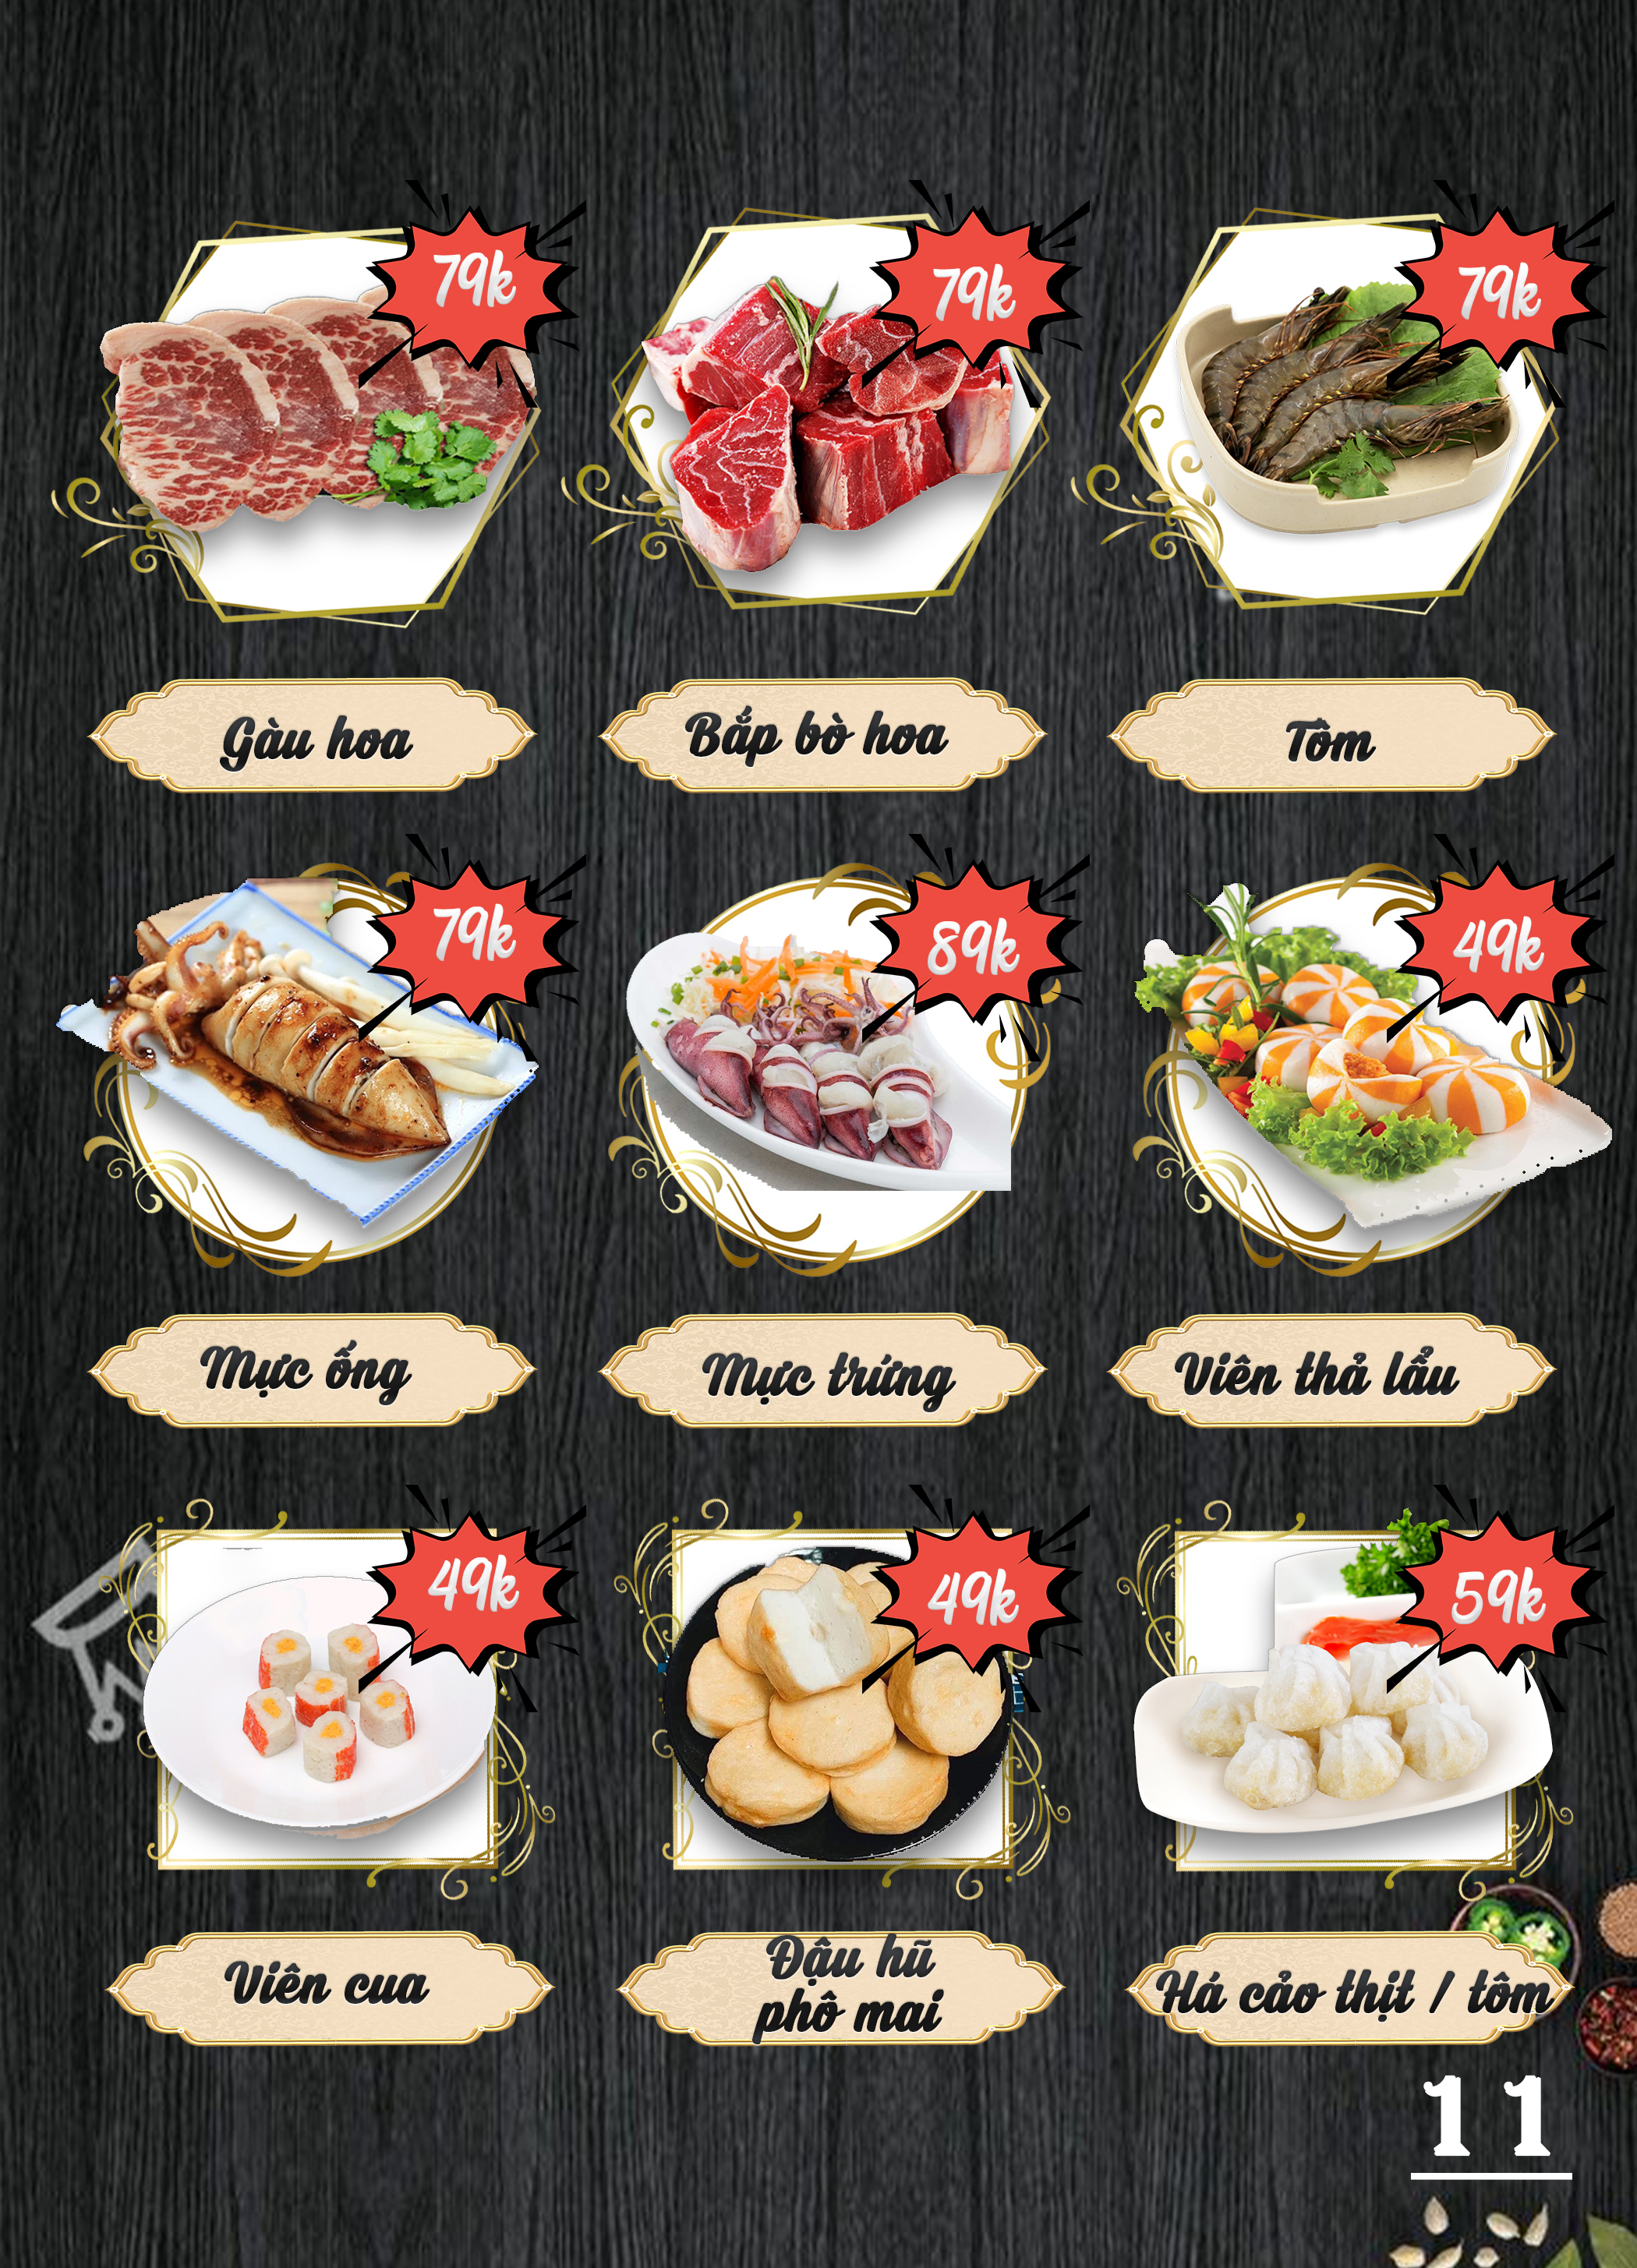 79k
79k
79k
Gàu hoa
Bắp bò hoa
Tôm
79k
89k
49k
Mực ống
Mực trứng
Viên thả lẩu
49k
49k
59k
Viên cua
Đậu hũ
phô mai
Há cảo thịt / tôm
11